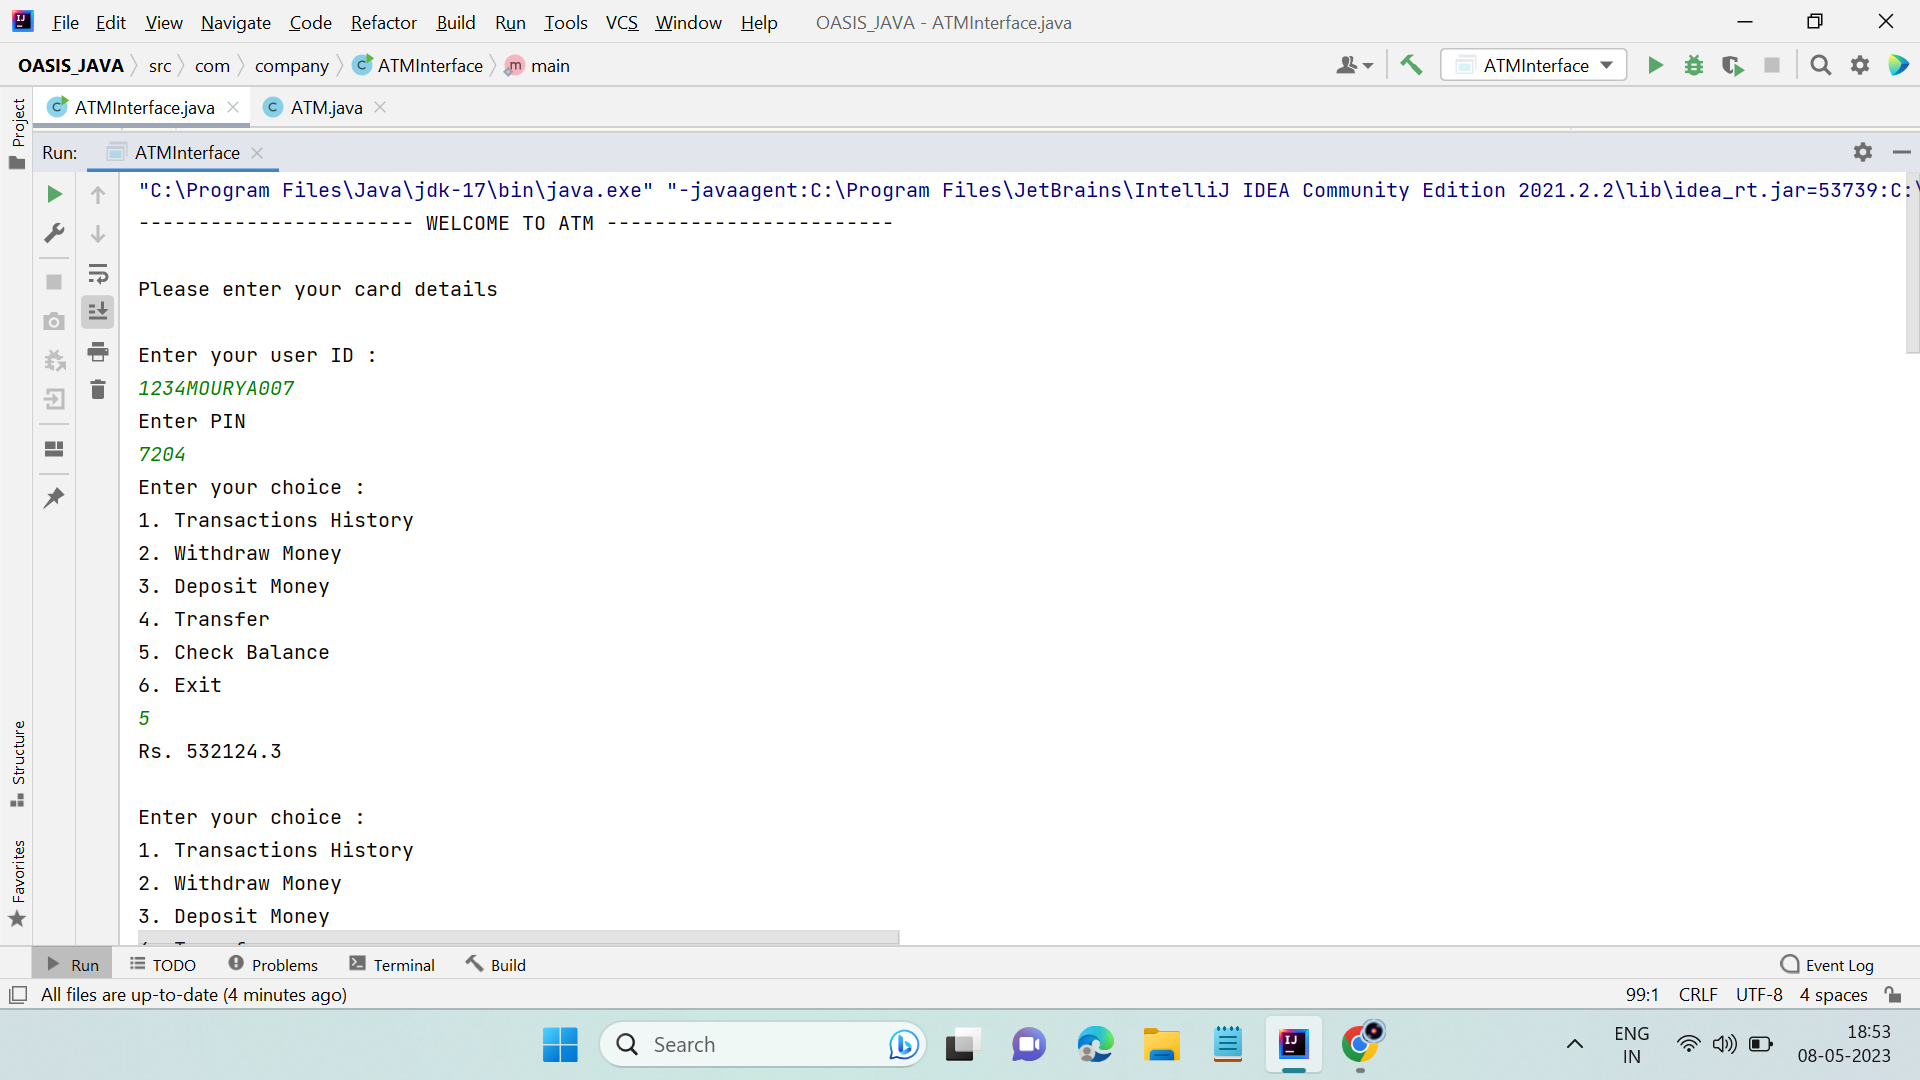 File Edit View Navigate Code Refactor Build Run Tools VCS Window Help OASIS_JAVA - ATMInterface.java
OASIS_JAVA src com company ATMInterface main ATMInterface
ATMInterface.java ATM.java
Project
Run: ATMInterface
"C:\Program Files\Java\jdk-17\bin\java.exe" "-javaagent:C:\Program Files\JetBrains\IntelliJ IDEA Community Edition 2021.2.2\lib\idea_rt.jar=53739:C:\
----------------------- WELCOME TO ATM ------------------------
Please enter your card details
Enter your user ID :
1234MOURYA007
Enter PIN
7204
Enter your choice :
1. Transactions History
2. Withdraw Money
3. Deposit Money
4. Transfer
5. Check Balance
6. Exit
5
Rs. 532124.3
Enter your choice :
1. Transactions History
2. Withdraw Money
3. Deposit Money
Structure
Favorites
Run TODO Problems Terminal Build Event Log
All files are up-to-date (4 minutes ago) 99:1 CRLF UTF-8 4 spaces
Search
ENG
IN
18:53
08-05-2023